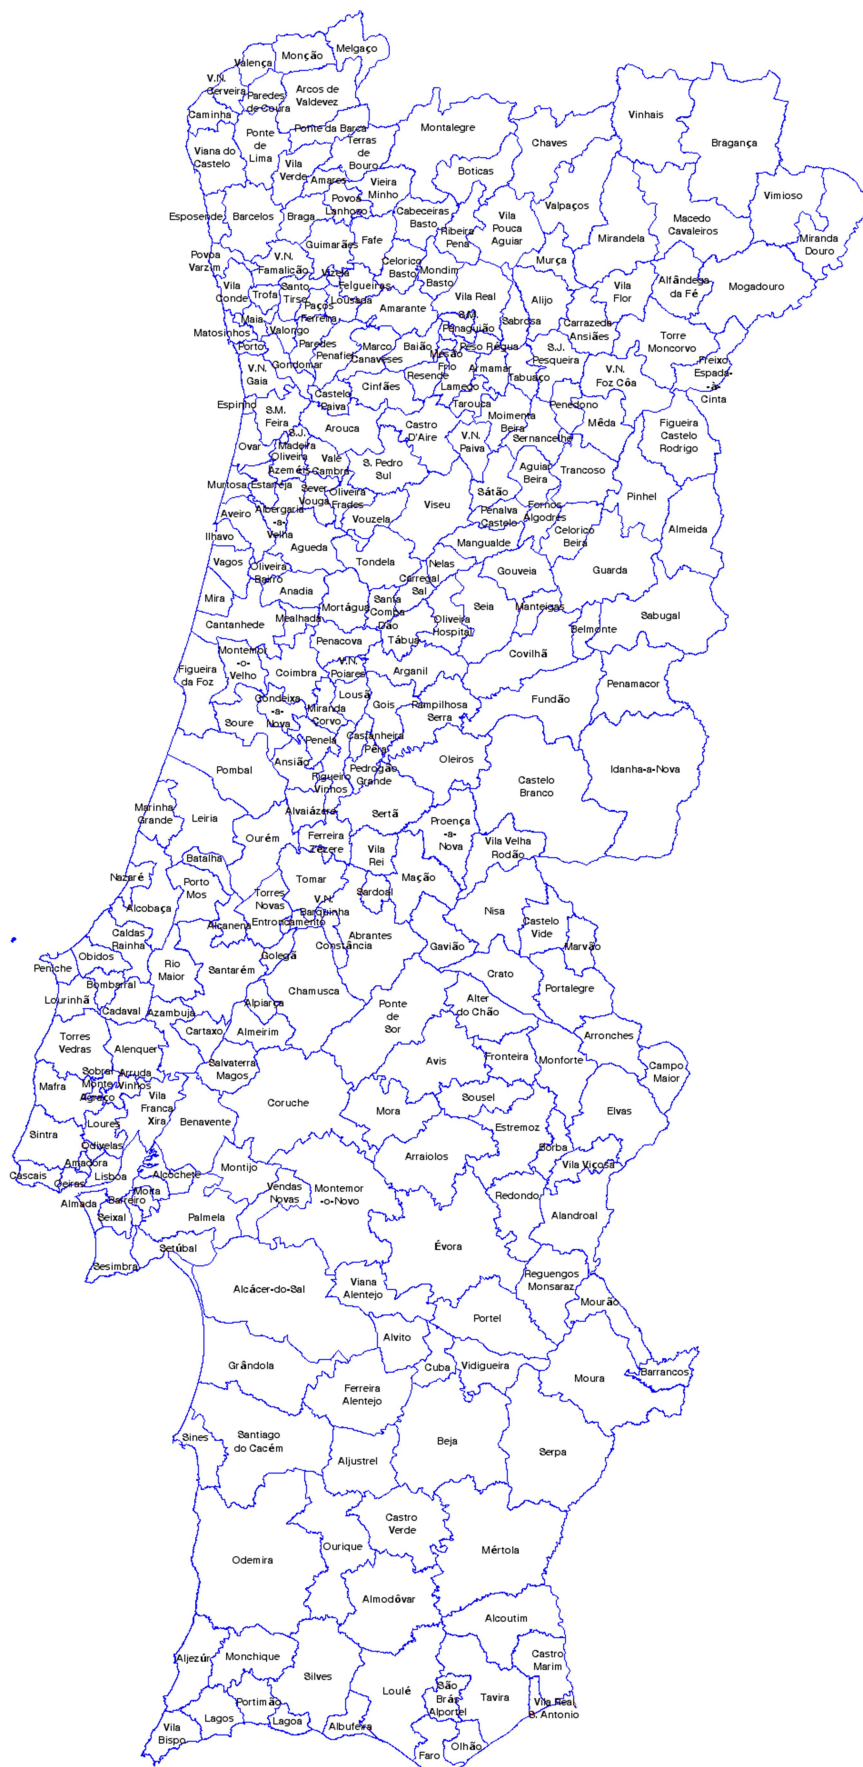 Melgaço
Monção
Valença
V.N.
Cerveira
Paredes
de Coura
Arcos de
Valdevez
Caminha
Ponte da Barca
Viana do
Castelo
Ponte
de
Lima
Vila
Verde
Terras
de
Bouro
Montalegre
Chaves
Vinhais
Bragança
Boticas
Amares
Vieira
Minho
Povoa
Lanhoso
Esposende
Barcelos
Braga
Cabeceiras
Basto
Ribeira
Pena
Vila
Pouca
Aguiar
Valpaços
Mirandela
Macedo
Cavaleiros
Vimioso
Miranda
Douro
Povoa
Varzim
V.N.
Famalicão
Guimarães
Fafe
Celorico
Basto
Mondim
Basto
Murça
Vila
Conde
Trofa
Santo
Tirso
Vizela
Felgueiras
Lousada
Paços
Ferreira
Amarante
Vila Real
Alijo
Vila
Flor
Alfândega
da Fé
Mogadouro
Maia
Matosinhos
Valongo
Porto
Paredes
Penafiel
Gondomar
Marco
Canaveses
Baião
S.M.
Penaguião
Sabrosa
Carrazeda
Ansiães
Torre
Moncorvo
Mesão
Frio
Peso Régua
S.J.
Pesqueira
V.N.
Gaia
Castelo
Paiva
Cinfães
Resende
Lamego
Armamar
Tabuaço
V.N.
Foz Côa
Freixo
Espada-
-à-
Cinta
Espinho
S.M.
Feira
Arouca
Castro
D'Aire
Tarouca
Moimenta
Beira
Penedono
Mêda
Figueira
Castelo
Rodrigo
Ovar
S.J.
Madeira
Oliveira
Azeméis
Vale
Cambra
S. Pedro
Sul
V.N.
Paiva
Sernancelhe
Aguiar
Beira
Trancoso
Murtosa
Estarreja
Sever
Vouga
Oliveira
Frades
Viseu
Sátão
Pinhel
Aveiro
Albergaria
-a-
Velha
Vouzela
Penalva
Castelo
Fornos
Algodres
Celorico
Beira
Almeida
Ilhavo
Agueda
Mangualde
Vagos
Oliveira
Bairro
Tondela
Nelas
Carregal
Sal
Gouveia
Guarda
Mira
Anadia
Mortágua
Santa
Comba
Dão
Seia
Manteigas
Sabugal
Cantanhede
Mealhada
Oliveira
Hospital
Belmonte
Penacova
Tábua
Covilhã
Figueira
da Foz
Montemor
-o-
Velho
Coimbra
V.N.
Poiares
Arganil
Fundão
Penamacor
Soure
Condeixa
-a-
Nova
Miranda
Corvo
Lousã
Gois
Pampilhosa
Serra
Penela
Castanheira
Pêra
Oleiros
Castelo
Branco
Idanha-a-Nova
Pombal
Ansião
Figueiro
Vinhos
Pedrogão
Grande
Marinha
Grande
Leiria
Alvaiázere
Sertã
Proença
-a-
Nova
Ourém
Ferreira
Zêzere
Vila
Rei
Vila Velha
Rodão
Batalha
Nazaré
Porto
Mos
Tomar
Mação
Sardoal
Alcobaça
Torres
Novas
V.N.
Barquinha
Nisa
Castelo
Vide
Alcanena
Entroncamento
Constância
Abrantes
Gavião
Marvão
Caldas
Rainha
Obidos
Peniche
Rio
Maior
Santarém
Golegã
Chamusca
Crato
Portalegre
Bombarral
Lourinhã
Cadaval
Azambuja
Alpiarça
Ponte
de
Sor
Alter
do Chão
Cartaxo
Almeirim
Arronches
Torres
Vedras
Alenquer
Salvaterra
Magos
Avis
Fronteira
Monforte
Campo
Maior
Mafra
Sobral
Monte
Agraço
Arruda
Vinhos
Vila
Franca
Xira
Coruche
Mora
Sousel
Elvas
Benavente
Estremoz
Sintra
Loures
Odivelas
Arraiolos
Borba
Vila Viçosa
Amadora
Cascais
Oeiras
Lisboa
Alcochete
Montijo
Moita
Vendas
Novas
Montemor
-o-Novo
Redondo
Almada
Barreiro
Seixal
Palmela
Alandroal
Setúbal
Évora
Sesimbra
Alcácer-do-Sal
Viana
Alentejo
Reguengos
Monsaraz
Mourão
Portel
Alvito
Grândola
Cuba
Vidigueira
Moura
Barrancos
Ferreira
Alentejo
Sines
Santiago
do Cacém
Beja
Aljustrel
Serpa
Castro
Verde
Odemira
Ourique
Mértola
Almodôvar
Alcoutim
Aljezúr
Monchique
Silves
Castro
Marim
Loulé
São
Brás
Alportel
Tavira
Vila Real
S. Antonio
Vila
Bispo
Lagos
Portimão
Lagoa
Albufeira
Faro
Olhão